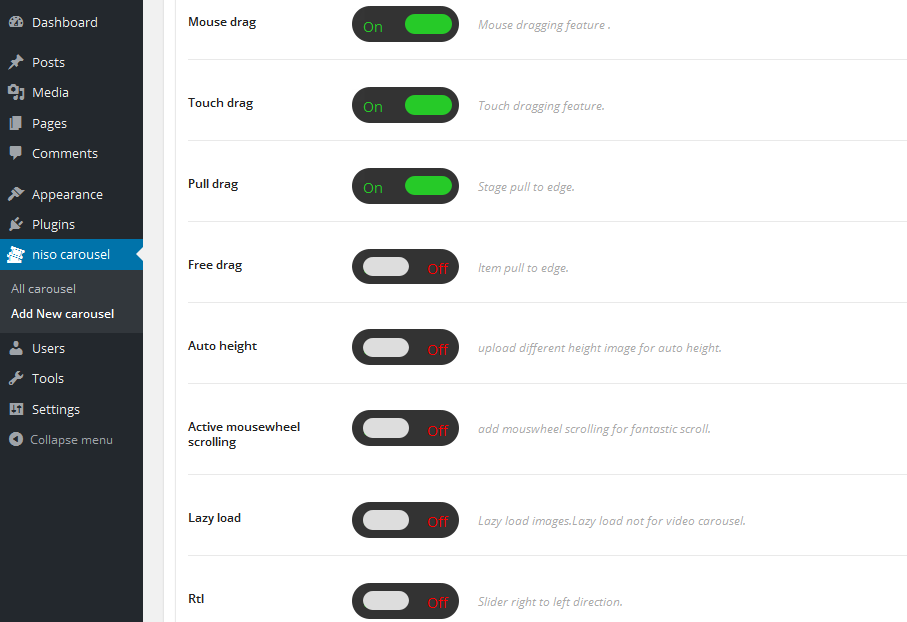 Dashboard
Posts
Media
Pages
Comments
Appearance
Plugins
niso carousel
All carousel
Add New carousel
Users
Tools
Settings
Collapse menu
Mouse drag
On
Mouse dragging feature .
Touch drag
On
Touch dragging feature.
Pull drag
On
Stage pull to edge.
Free drag
Off
Item pull to edge.
Auto height
Off
upload different height image for auto height.
Active mousewheel
scrolling
Off
add mouswheel scrolling for fantastic scroll.
Lazy load
Off
Lazy load images.Lazy load not for video carousel.
Rtl
Off
Slider right to left direction.